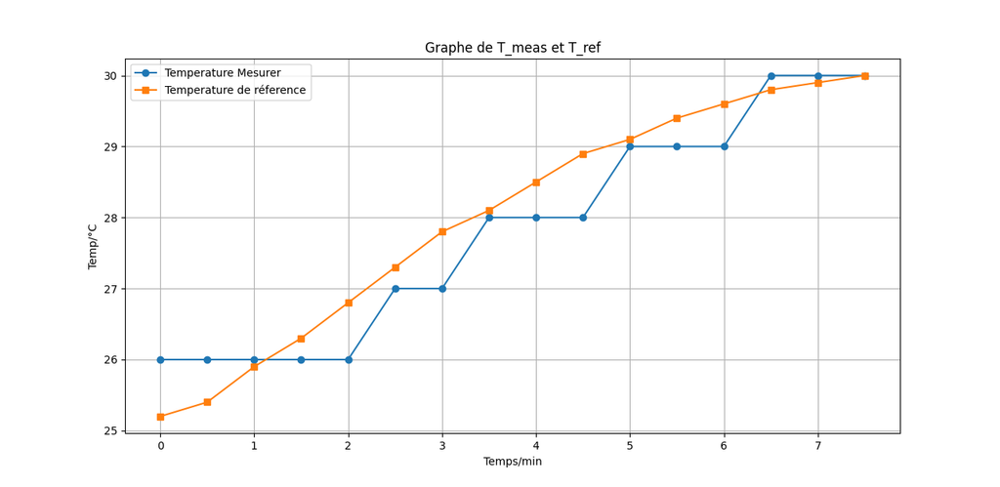 Graphe de T_meas et T_ref
Temperature Mesurer
Temperature de réference
30
29
28
27
26
25
Temp/°C
0 1 2 3 4 5 6 7
Temps/min